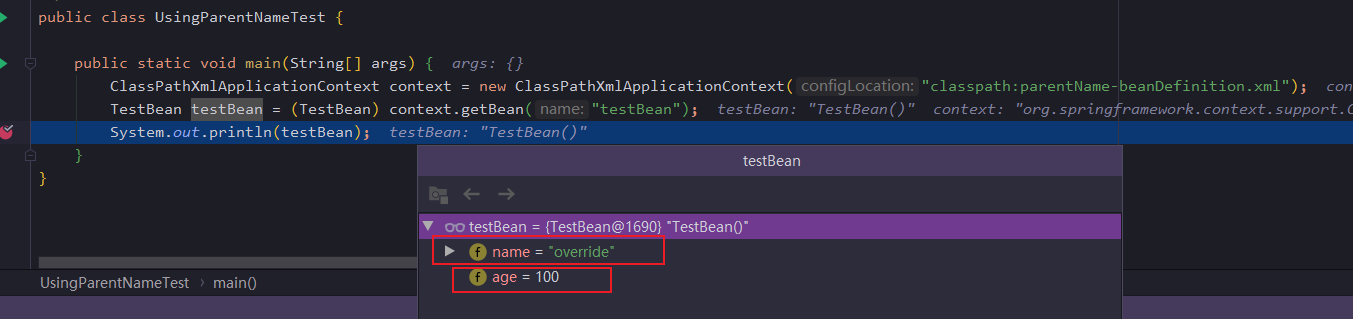 public class UsingParentNameTest {
public static void main(String[] args) { args: {}
ClassPathXmlApplicationContext context = new ClassPathXmlApplicationContext( configLocation: "classpath:parentName-beanDefinition.xml"); con
TestBean testBean = (TestBean) context.getBean( name: "testBean"); testBean: "TestBean()" context: "org.springframework.context.support.C
System.out.println(testBean); testBean: "TestBean()"
}
}
testBean
testBean = {TestBean@1690} "TestBean()"
f name = "override"
f age = 100
UsingParentNameTest › main()